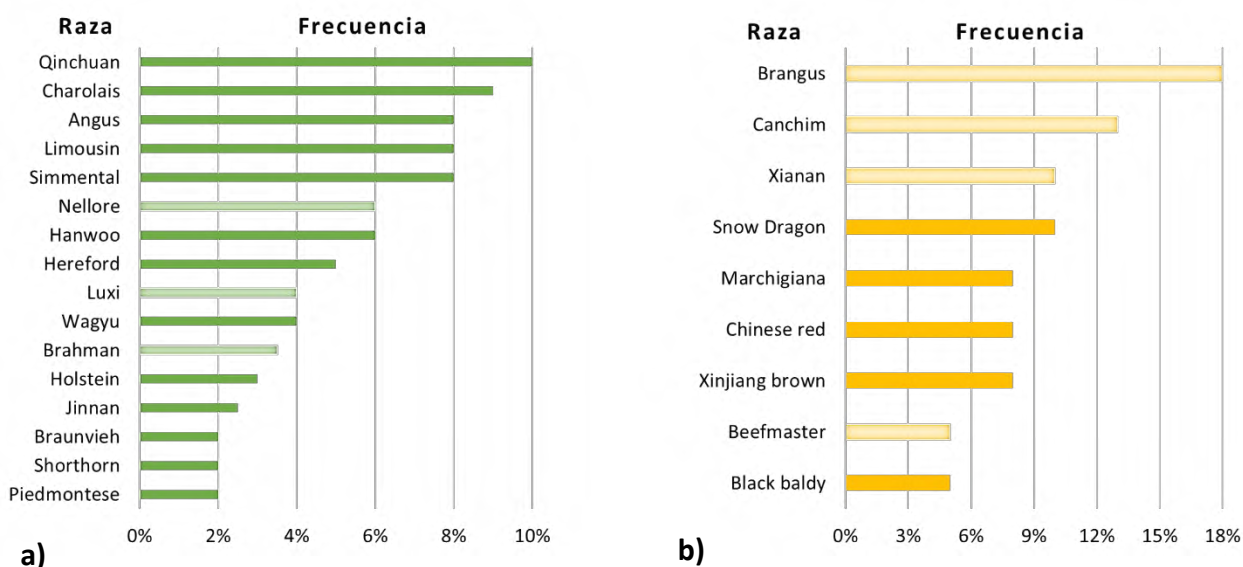 Raza Frecuencia
Qinchuan
Charolais
Angus
Limousin
Simmental
Nellore
Hanwoo
Hereford
Luxi
Wagyu
Brahman
Holstein
Jinnan
Braunvieh
Shorthorn
Piedmontese
0% 2% 4% 6% 8% 10%
a)
Raza Frecuencia
Brangus
Canchim
Xianan
Snow Dragon
Marchigiana
Chinese red
Xinjiang brown
Beefmaster
Black baldy
0% 3% 6% 9% 12% 15% 18%
b)